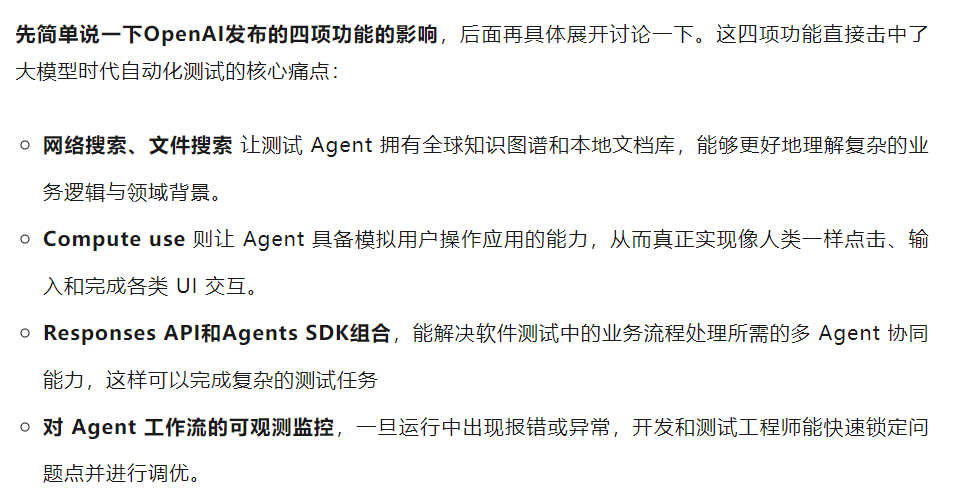 先简单说一下OpenAI发布的四项功能的影响，后面再具体展开讨论一下。这四项功能直接击中了
大模型时代自动化测试的核心痛点：
网络搜索、文件搜索 让测试 Agent 拥有全球知识图谱和本地文档库，能够更好地理解复杂的业
务逻辑与领域背景。
Compute use 则让 Agent 具备模拟用户操作应用的能力，从而真正实现像人类一样点击、输
入和完成各类 UI 交互。
Responses API和Agents SDK组合，能解决软件测试中的业务流程处理所需的多 Agent 协同
能力，这样可以完成复杂的测试任务
对 Agent 工作流的可观测监控，一旦运行中出现报错或异常，开发和测试工程师能快速锁定问
题点并进行调优。